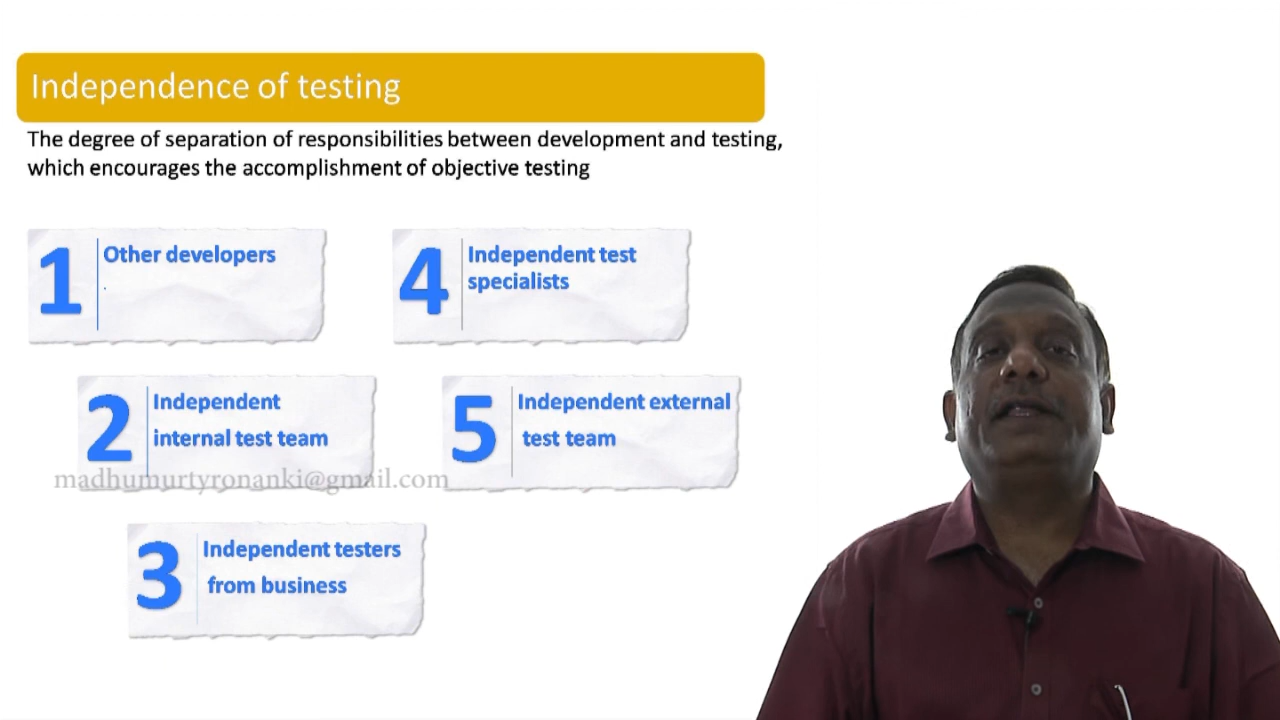 Independence of testing
The degree of separation of responsibilities between development and testing,
which encourages the accomplishment of objective testing
1
Other developers
.
2
Independent
internal test team
madhumurtyronanki@gmail.com
3
Independent testers
from business
4
Independent test
specialists
5
Independent external
test team